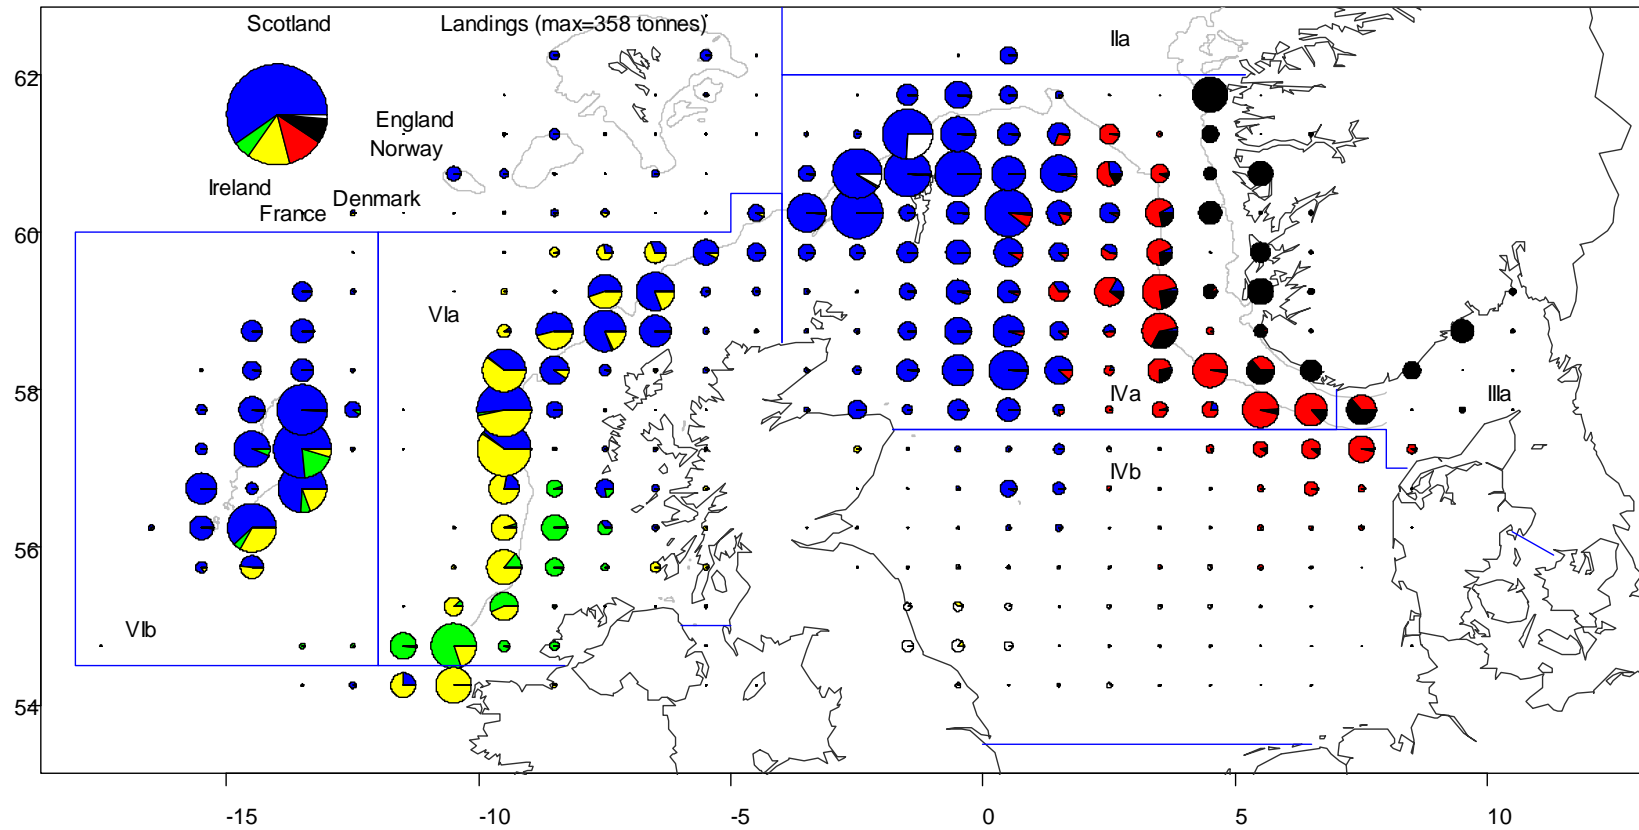 Scotland
Landings (max=358 tonnes)
IIa
62
England
Norway
Ireland
Denmark
France
60
VIa
58
IVa
IIIa
IVb
56
VIb
54
-15
-10
-5
0
5
10